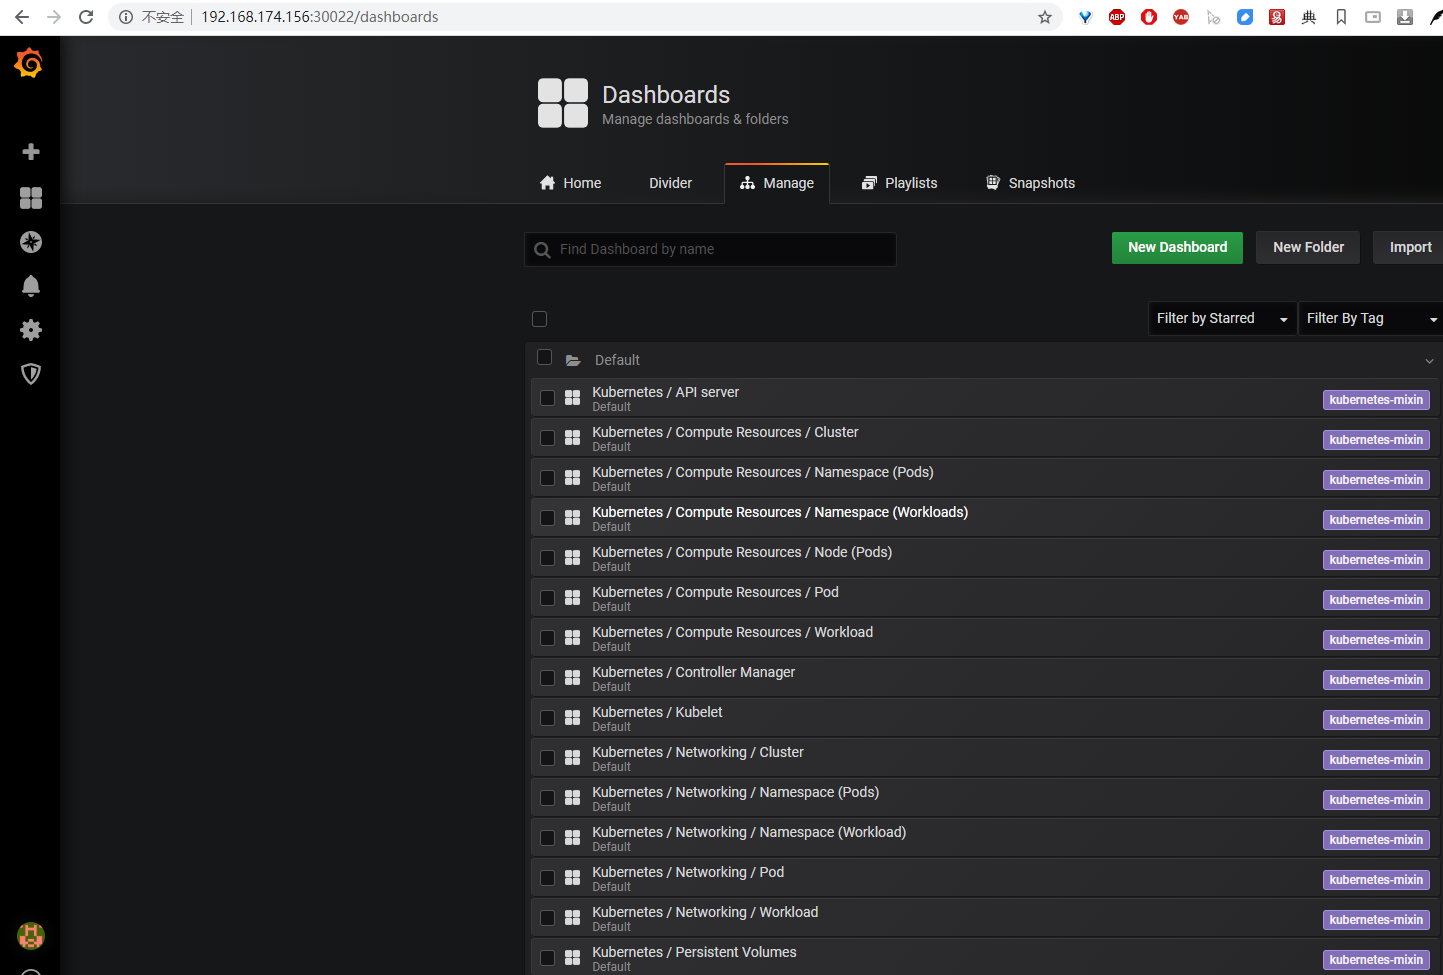 不安全 192.168.174.156:30022/dashboards
ABP
YAB
典
Dashboards
Manage dashboards & folders
Home Divider Manage Playlists Snapshots
Find Dashboard by name New Dashboard New Folder Import
Filter by Starred Filter By Tag
Default
Kubernetes / API server
Default
kubernetes-mixin
Kubernetes / Compute Resources / Cluster
Default
kubernetes-mixin
Kubernetes / Compute Resources / Namespace (Pods)
Default
kubernetes-mixin
Kubernetes / Compute Resources / Namespace (Workloads)
Default
kubernetes-mixin
Kubernetes / Compute Resources / Node (Pods)
Default
kubernetes-mixin
Kubernetes / Compute Resources / Pod
Default
kubernetes-mixin
Kubernetes / Compute Resources / Workload
Default
kubernetes-mixin
Kubernetes / Controller Manager
Default
kubernetes-mixin
Kubernetes / Kubelet
Default
kubernetes-mixin
Kubernetes / Networking / Cluster
Default
kubernetes-mixin
Kubernetes / Networking / Namespace (Pods)
Default
kubernetes-mixin
Kubernetes / Networking / Namespace (Workload)
Default
kubernetes-mixin
Kubernetes / Networking / Pod
Default
kubernetes-mixin
Kubernetes / Networking / Workload
Default
kubernetes-mixin
Kubernetes / Persistent Volumes
Default
kubernetes-mixin